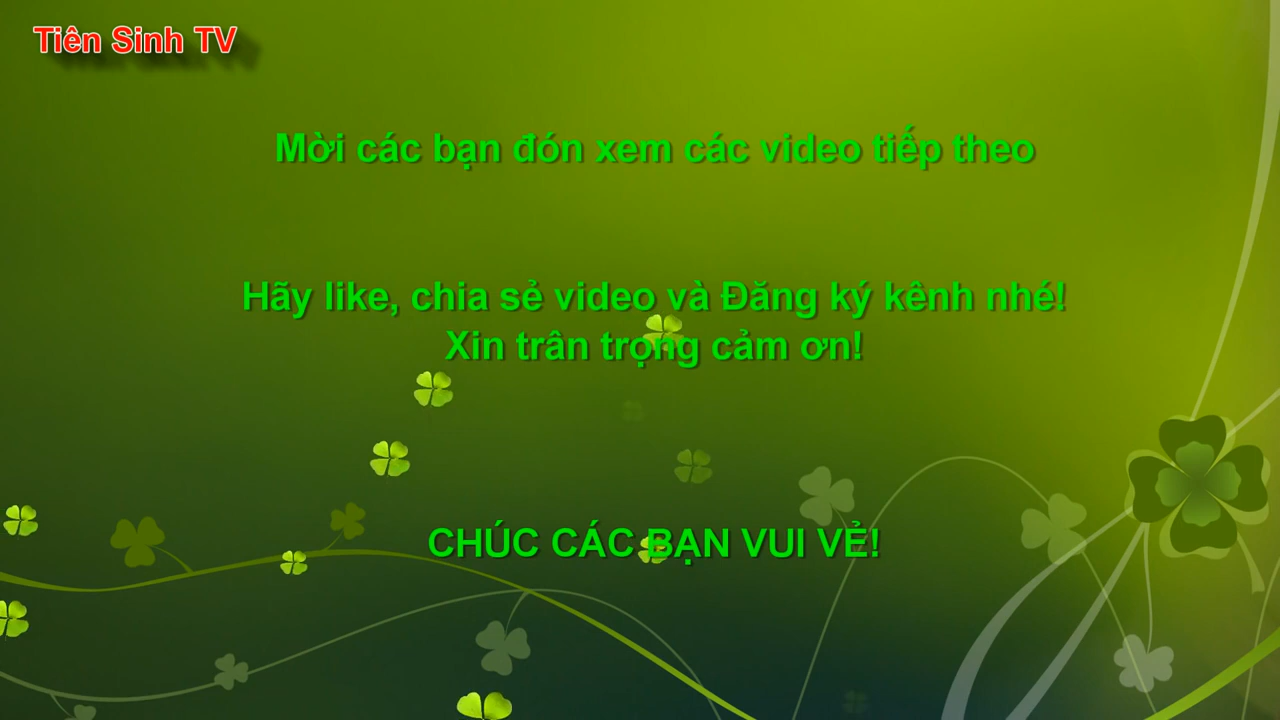 Tiên Sinh TV
Mời các bạn đón xem các video tiếp theo
Hãy like, chia sẻ video và Đăng ký kênh nhé!
Xin trân trọng cảm ơn!
CHÚC CÁC BẠN VUI VẺ!